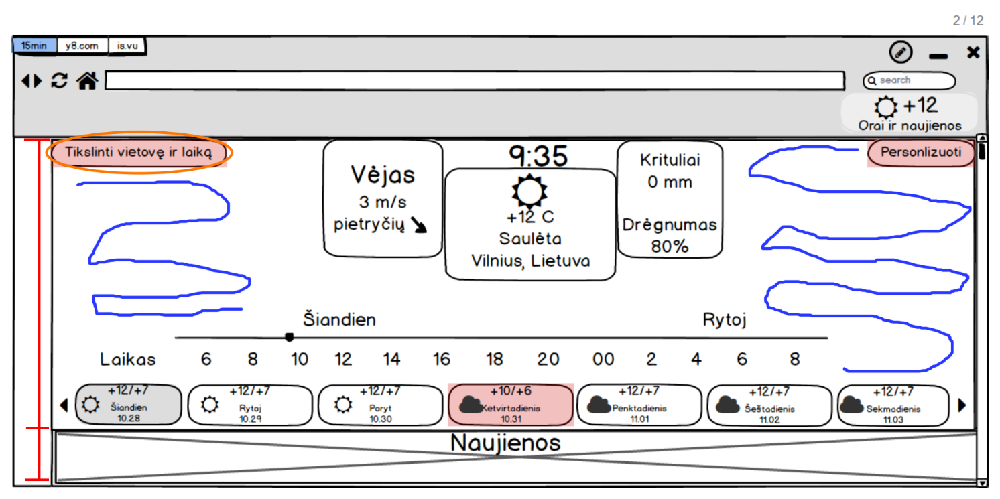 2 / 12
15min y8.com is.vu
search
+12
Orai ir naujienos
Tikslinti vietovę ir laiką
Personlizuoti
Vėjas
3 m/s
pietryčių
9:35
+12 C
Saulėta
Vilnius, Lietuva
Krituliai
0 mm
Drėgnumas
80%
Šiandien Rytoj
Laikas 6 8 10 12 14 16 18 20 00 2 4 6 8
+12/+7
Šiandien
10.28
+12/+7
Rytoj
10.29
+12/+7
Poryt
10.30
+10/+6
Ketvirtadienis
10.31
+12/+7
Penktadienis
11.01
+12/+7
Šeštadienis
11.02
+12/+7
Sekmadienis
11.03
Naujienos